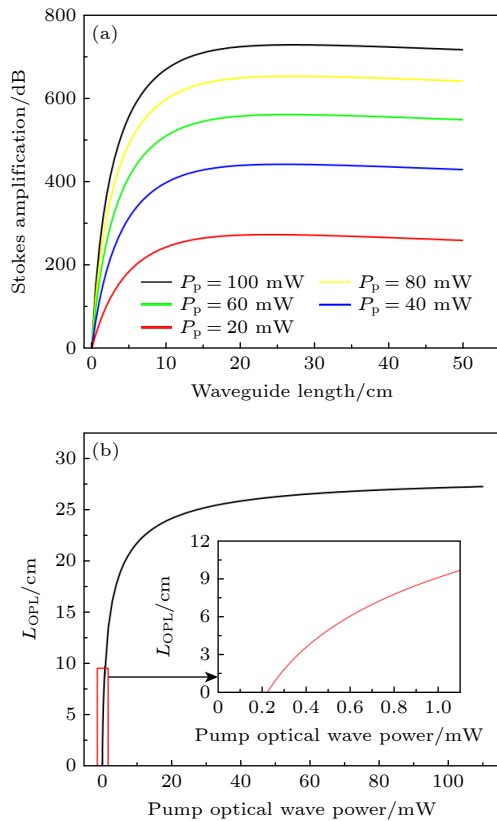 (a)
800
600
400
200
0
Stokes amplification/dB
P_p = 100 mW
P_p = 80 mW
P_p = 60 mW
P_p = 40 mW
P_p = 20 mW
0 10 20 30 40 50
Waveguide length/cm
(b)
30
25
20
15
10
5
0
L_OPL/cm
12
9
6
3
0
L_OPL/cm
0 0.2 0.4 0.6 0.8 1.0
Pump optical wave power/mW
0 20 40 60 80 100
Pump optical wave power/mW